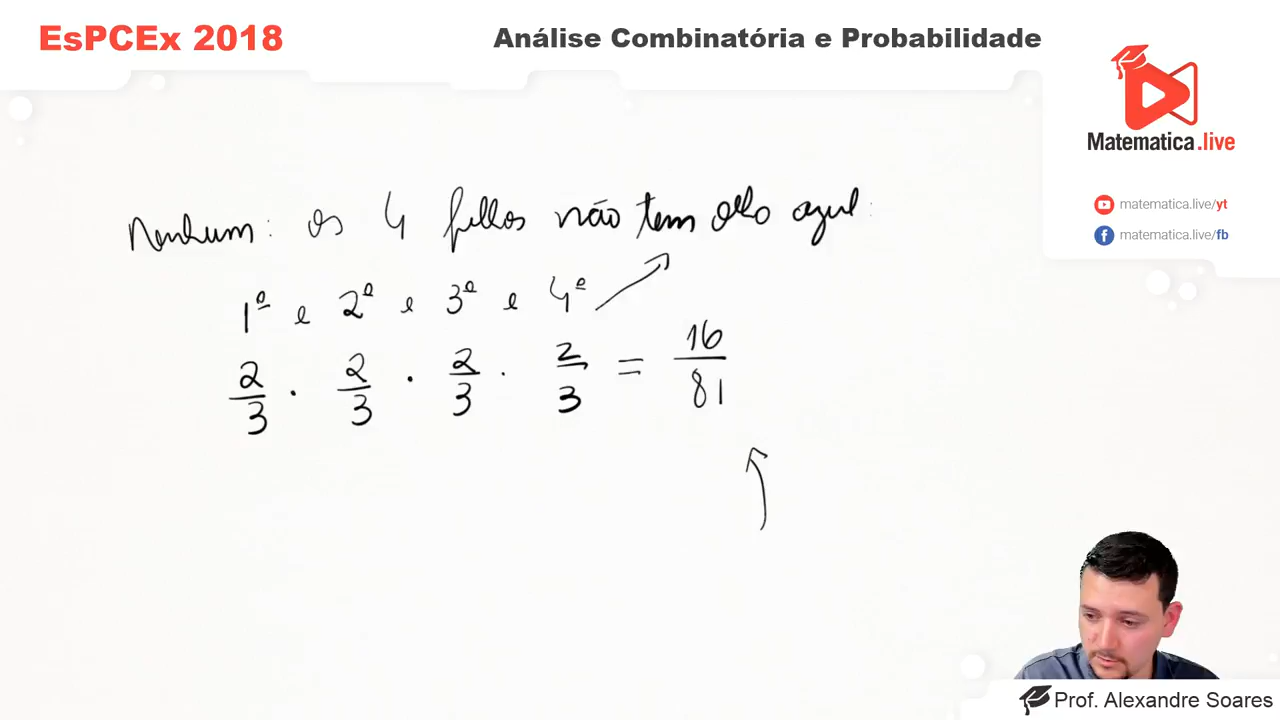 EsPCEx 2018
Análise Combinatória e Probabilidade
Matematica.live
matematica.live/yt
matematica.live/fb
Nenhum: os 4 filhos não tem olho azul:
1º e 2º e 3º e 4º
2/3 · 2/3 · 2/3 · 2/3 = 16/81
Prof. Alexandre Soares